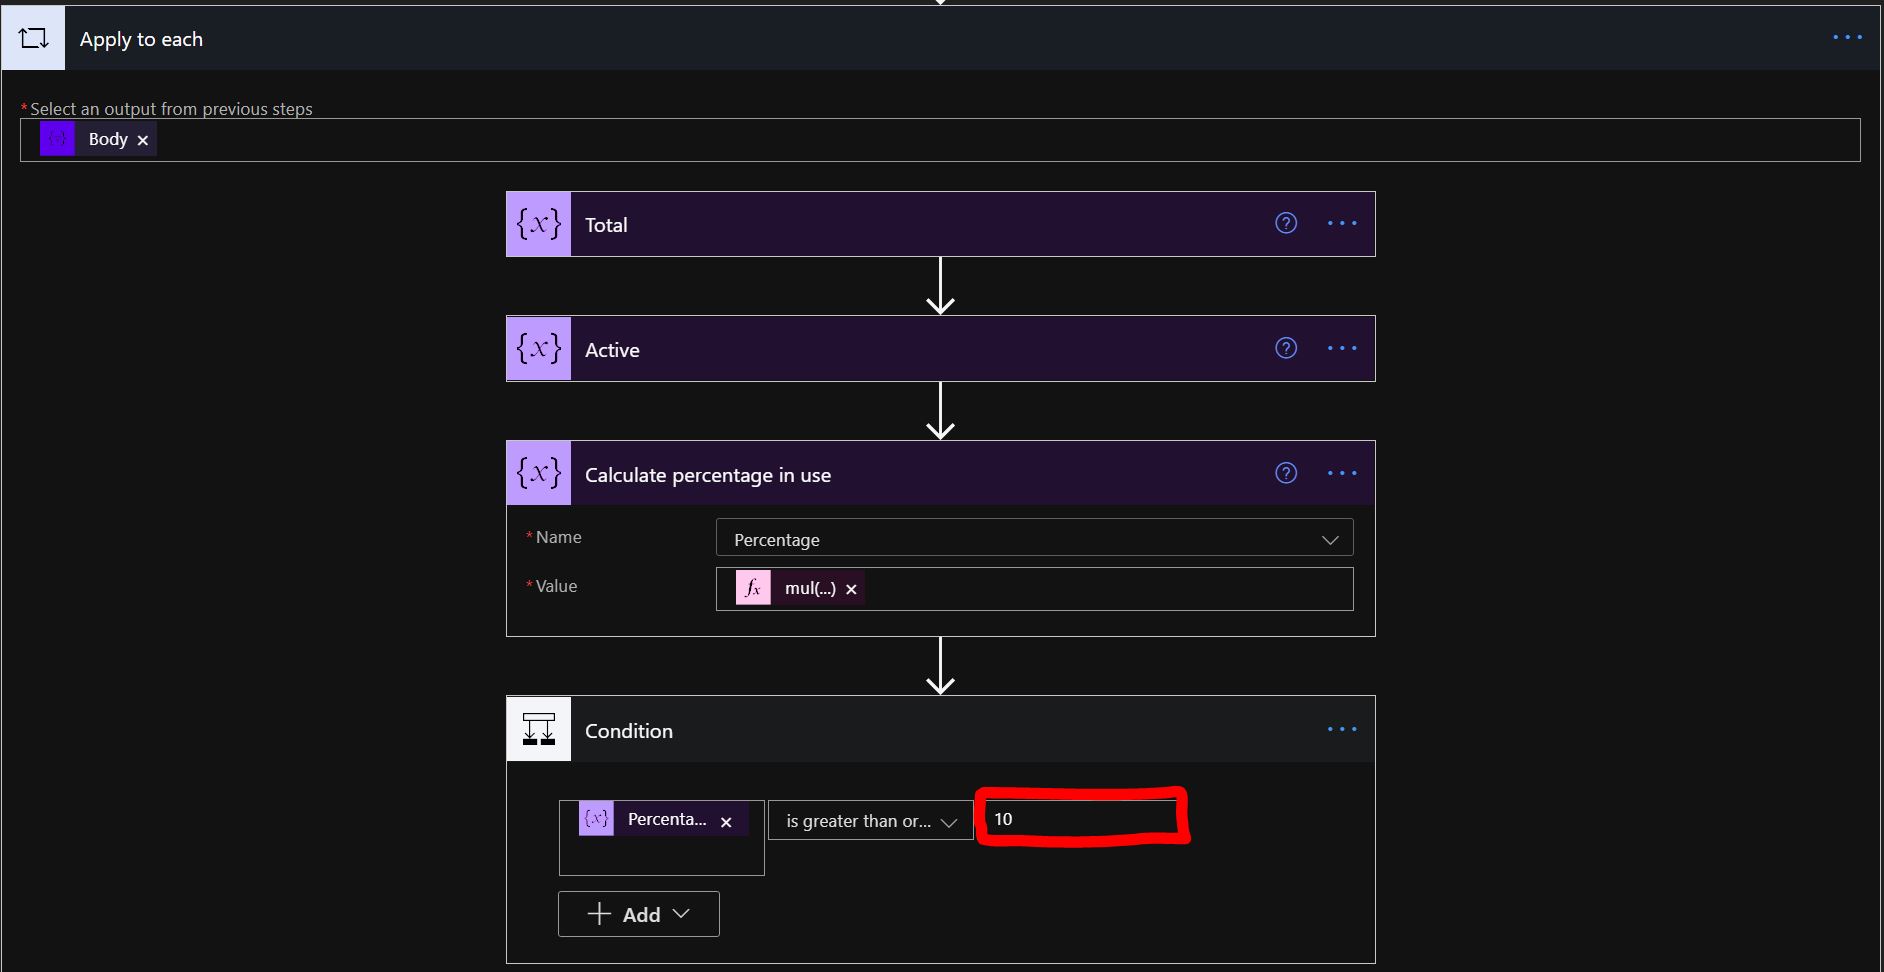 Apply to each
* Select an output from previous steps
{x} Body ×
{x} Total ?
{x} Active ?
{x} Calculate percentage in use ?
* Name Percentage
* Value fx mul(...) ×
Condition
{x} Percenta... × is greater than or... 10
+ Add